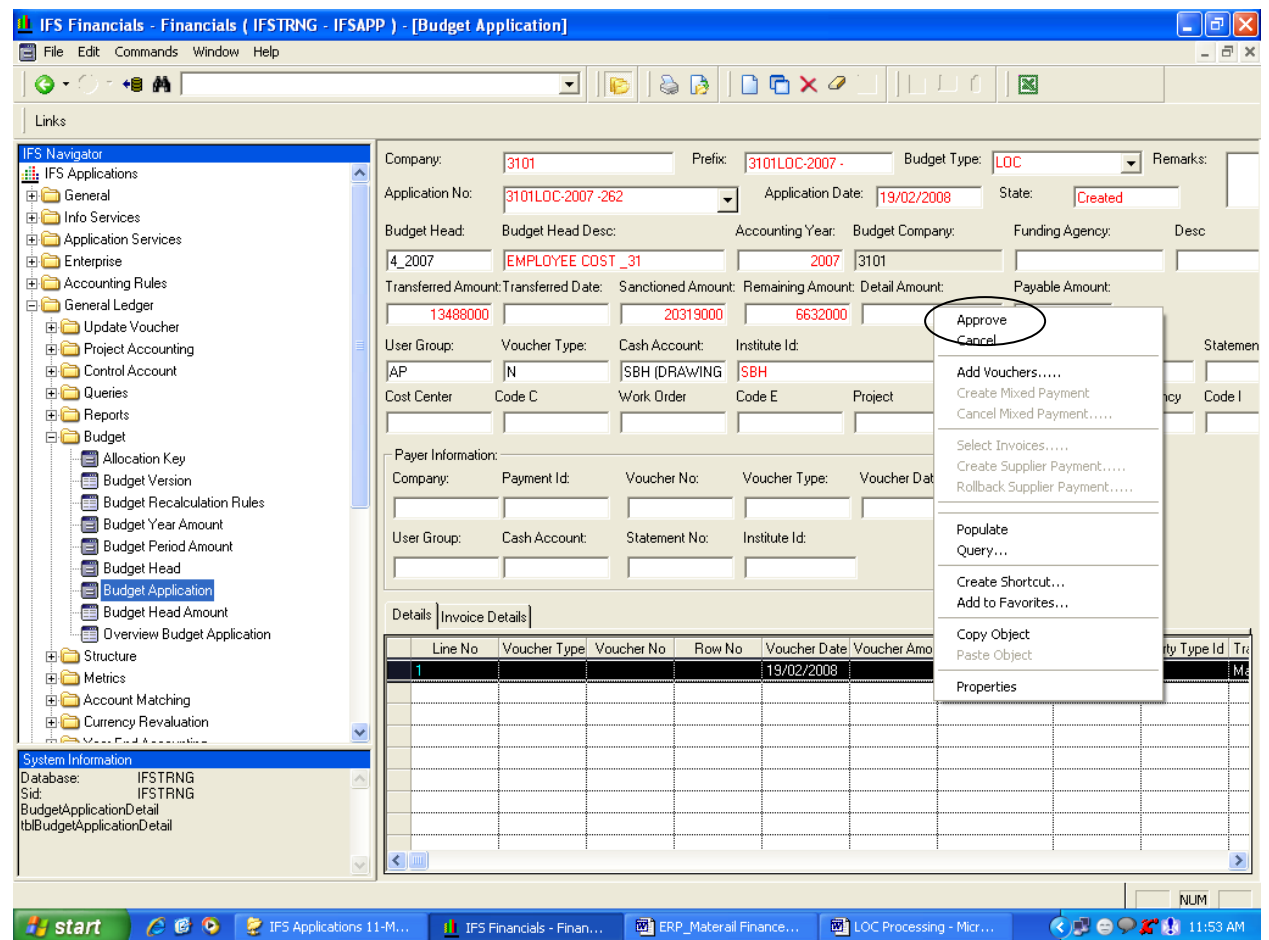 IFS Financials - Financials ( IFSTRNG - IFSAPP ) - [Budget Application]
File Edit Commands Window Help
Links
IFS Navigator
IFS Applications
General
Info Services
Application Services
Enterprise
Accounting Rules
General Ledger
Update Voucher
Project Accounting
Control Account
Queries
Reports
Budget
Allocation Key
Budget Version
Budget Recalculation Rules
Budget Year Amount
Budget Period Amount
Budget Head
Budget Application
Budget Head Amount
Overview Budget Application
Structure
Metrics
Account Matching
Currency Revaluation
Year End Accounting
System Information
Database: IFSTRNG
Sid: IFSTRNG
BudgetApplicationDetail
tblBudgetApplicationDetail
Company: 3101 Prefix: 3101LOC-2007 - Budget Type: LOC Remarks:
Application No: 3101LOC-2007 -262 Application Date: 19/02/2008 State: Created
Budget Head: Budget Head Desc: Accounting Year: Budget Company: Funding Agency: Desc
4_2007 EMPLOYEE COST _31 2007 3101
Transferred Amount: Transferred Date: Sanctioned Amount: Remaining Amount: Detail Amount: Payable Amount:
13488000 20319000 6632000
User Group: Voucher Type: Cash Account: Institute Id: Statemen
AP N SBH (DRAWING SBH
Cost Center Code C Work Order Code E Project ncy Code I
Payer Information:
Company: Payment Id: Voucher No: Voucher Type: Voucher Dat
User Group: Cash Account: Statement No: Institute Id:
Approve
Cancel
Add Vouchers.....
Create Mixed Payment
Cancel Mixed Payment.....
Select Invoices.....
Create Supplier Payment.....
Rollback Supplier Payment.....
Populate
Query...
Create Shortcut...
Add to Favorites...
Copy Object
Paste Object
Properties
Details Invoice Details
Line No Voucher Type Voucher No Row No Voucher Date Voucher Amo rty Type Id Tra
1 19/02/2008 Ma
NUM
start IFS Applications 11-M... IFS Financials - Finan... ERP_Materail Finance... LOC Processing - Micr... 11:53 AM